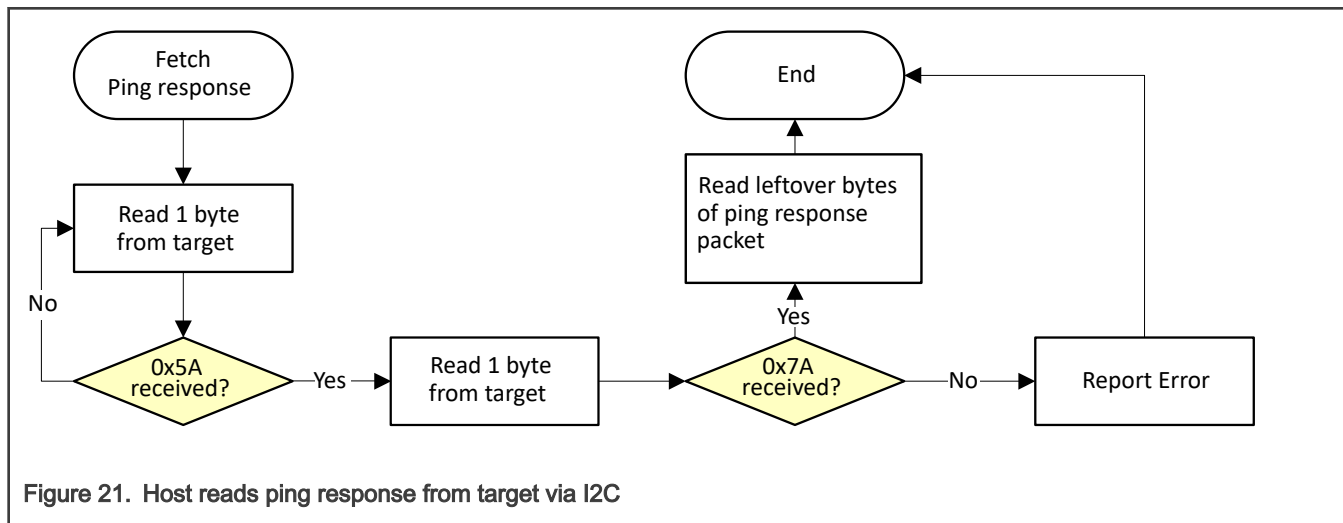 Fetch
Ping response
End
Read 1 byte
from target
Read leftover bytes
of ping response
packet
No
Yes
0x5A
received?
Yes
Read 1 byte
from target
0x7A
received?
No
Report Error
Figure 21. Host reads ping response from target via I2C